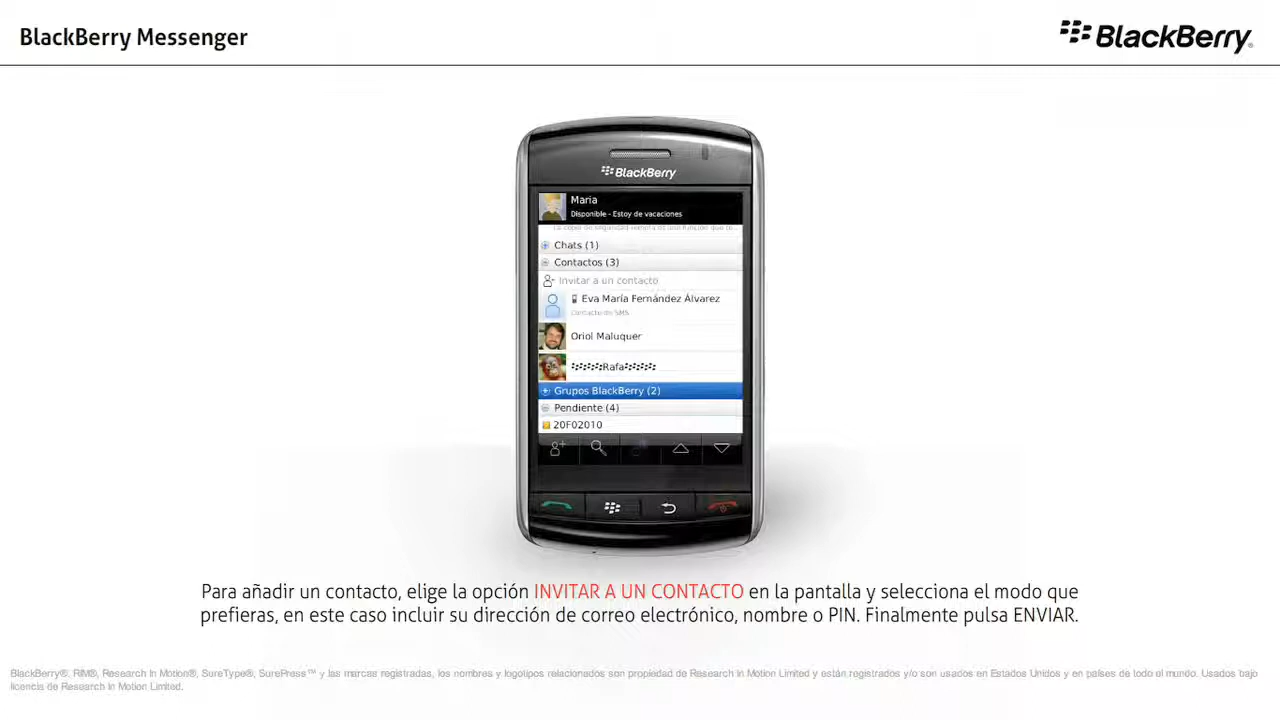 BlackBerry Messenger
BlackBerry®
BlackBerry
Maria
Disponible - Estoy de vacaciones
Chats (1)
Contactos (3)
Invitar a un contacto
Eva María Fernández Álvarez
Contacto de SMS
Oriol Maluquer
Rafa
Grupos BlackBerry (2)
Pendiente (4)
20F02010
Para añadir un contacto, elige la opción INVITAR A UN CONTACTO en la pantalla y selecciona el modo que
prefieras, en este caso incluir su dirección de correo electrónico, nombre o PIN. Finalmente pulsa ENVIAR.
BlackBerry®, RIM®, Research In Motion®, SureType®, SurePress™ y las marcas registradas, los nombres y logotipos relacionados son propiedad de Research In Motion Limited y están registrados y/o son usados en Estados Unidos y en países de todo el mundo. Usados bajo
licencia de Research In Motion Limited.